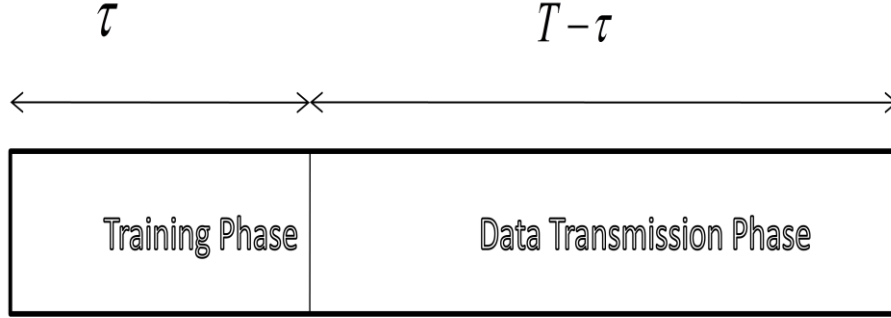 τ
T − τ
Training Phase
Data Transmission Phase